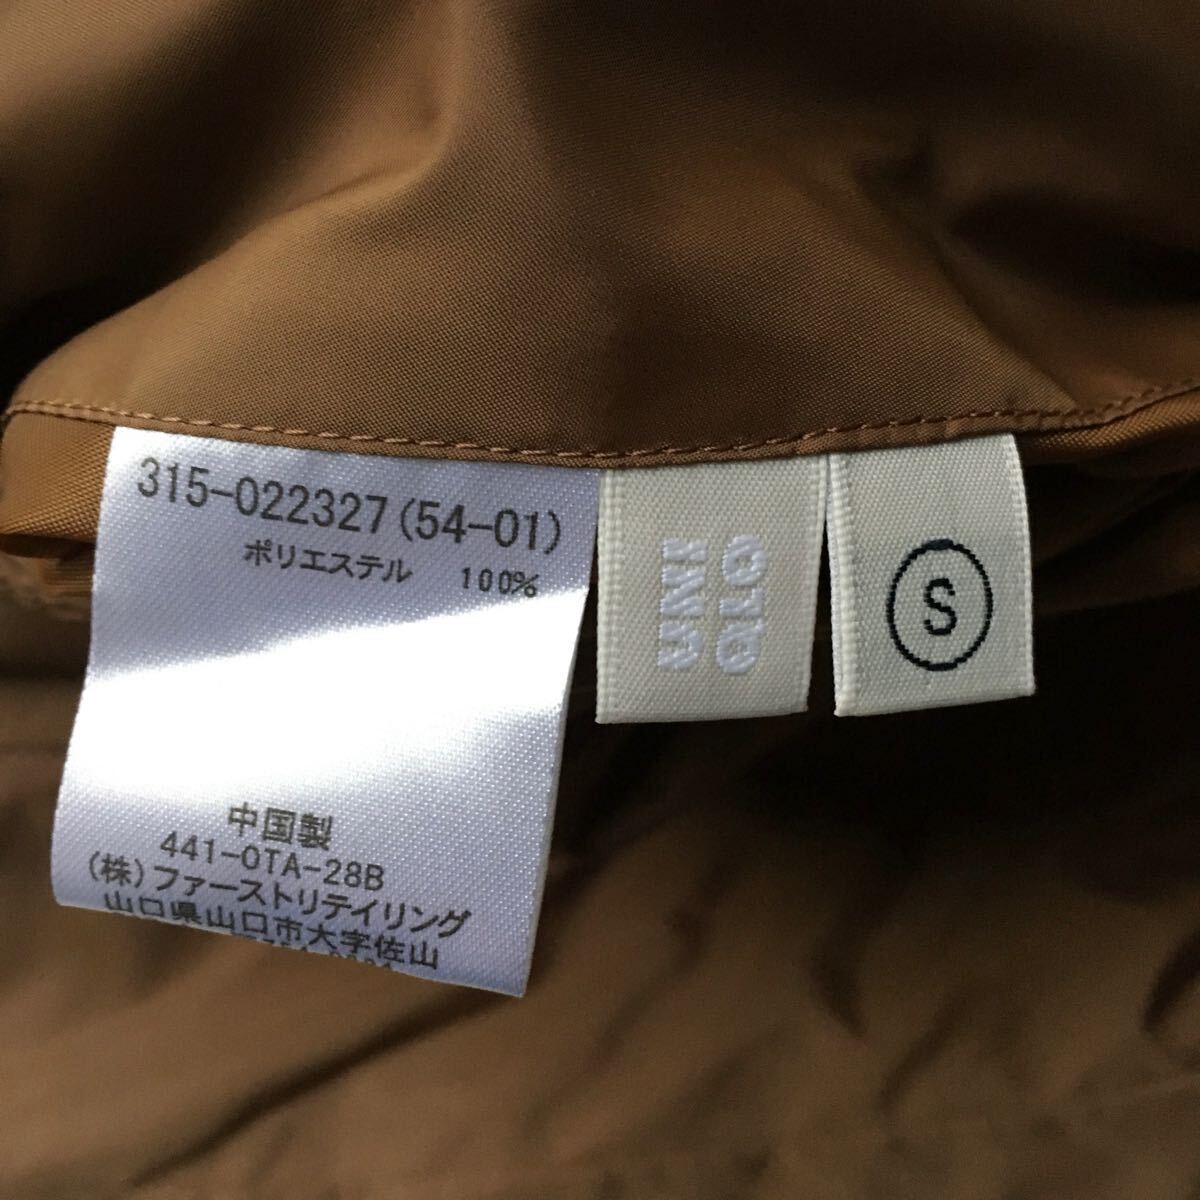 315-022327(54-01)
ポリエステル 100%
中国製
441-OTA-28B
(株)ファーストリテイリング
山口県山口市大字佐山
UNI
QLO
S